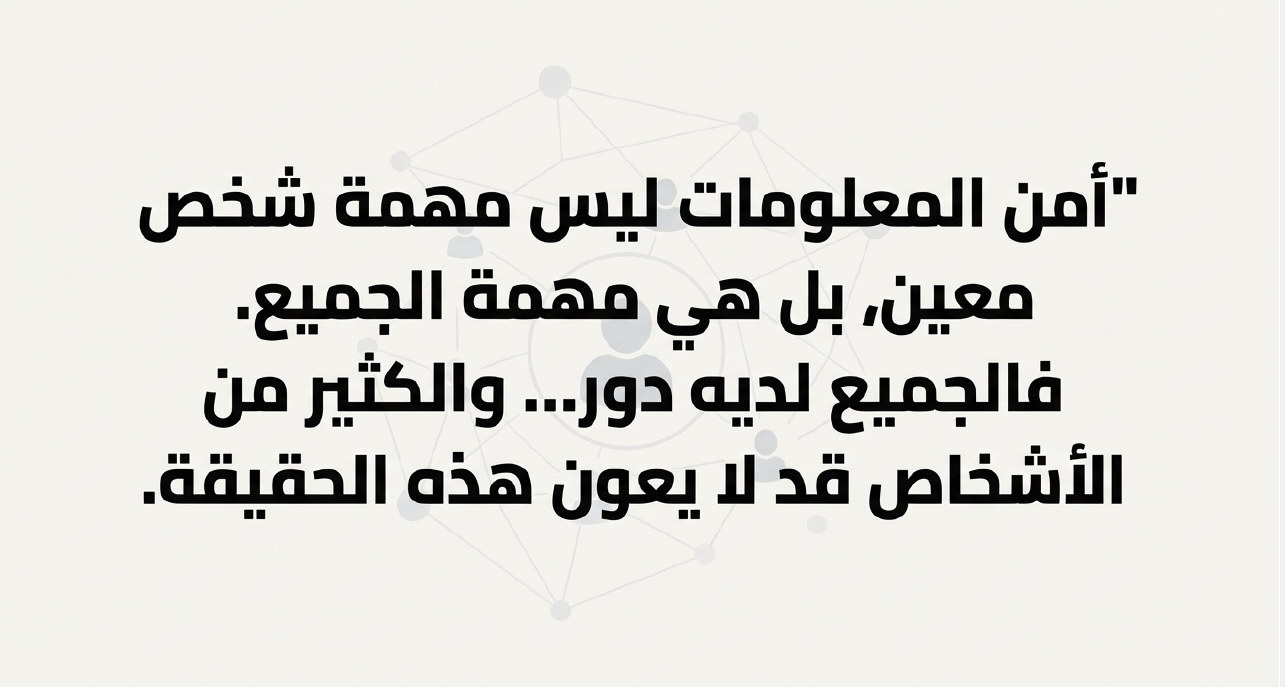 "أمن المعلومات ليس مهمة شخص
معين, بل هي مهمة الجميع.
فالجميع لديه دور... والكثير من
الأشخاص قد لا يعون هذه الحقيقة.